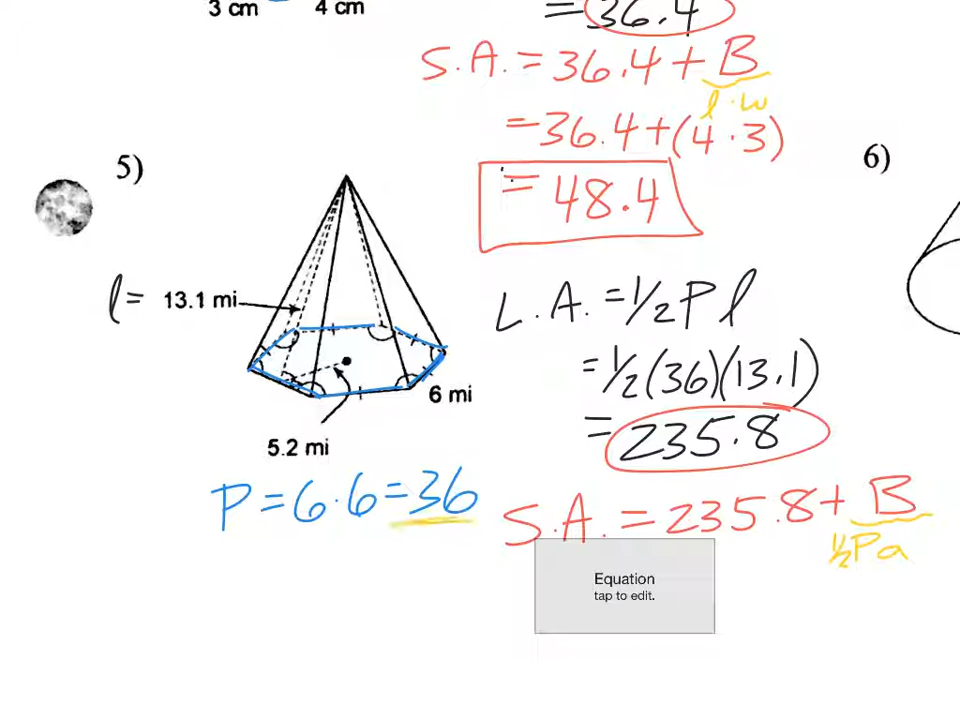 3 cm 4 cm
= 36.4
S.A. = 36.4 + B
l · w
= 36.4 + (4 · 3)
= 48.4
5)
6)
l = 13.1 mi
L.A. = 1/2 P l
= 1/2 (36)(13.1)
= 235.8
6 mi
5.2 mi
P = 6 · 6 = 36
S.A. = 235.8 + B
1/2 Pa
Equation
tap to edit.